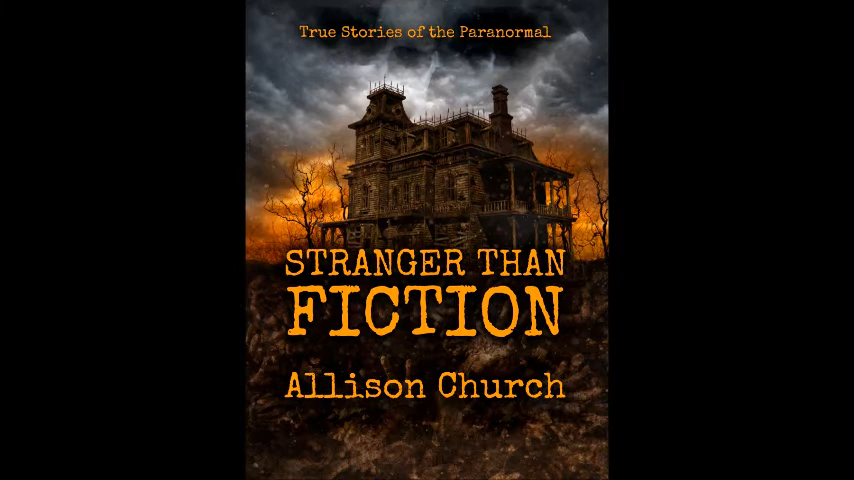 True Stories of the Paranormal
STRANGER THAN
FICTION
Allison Church